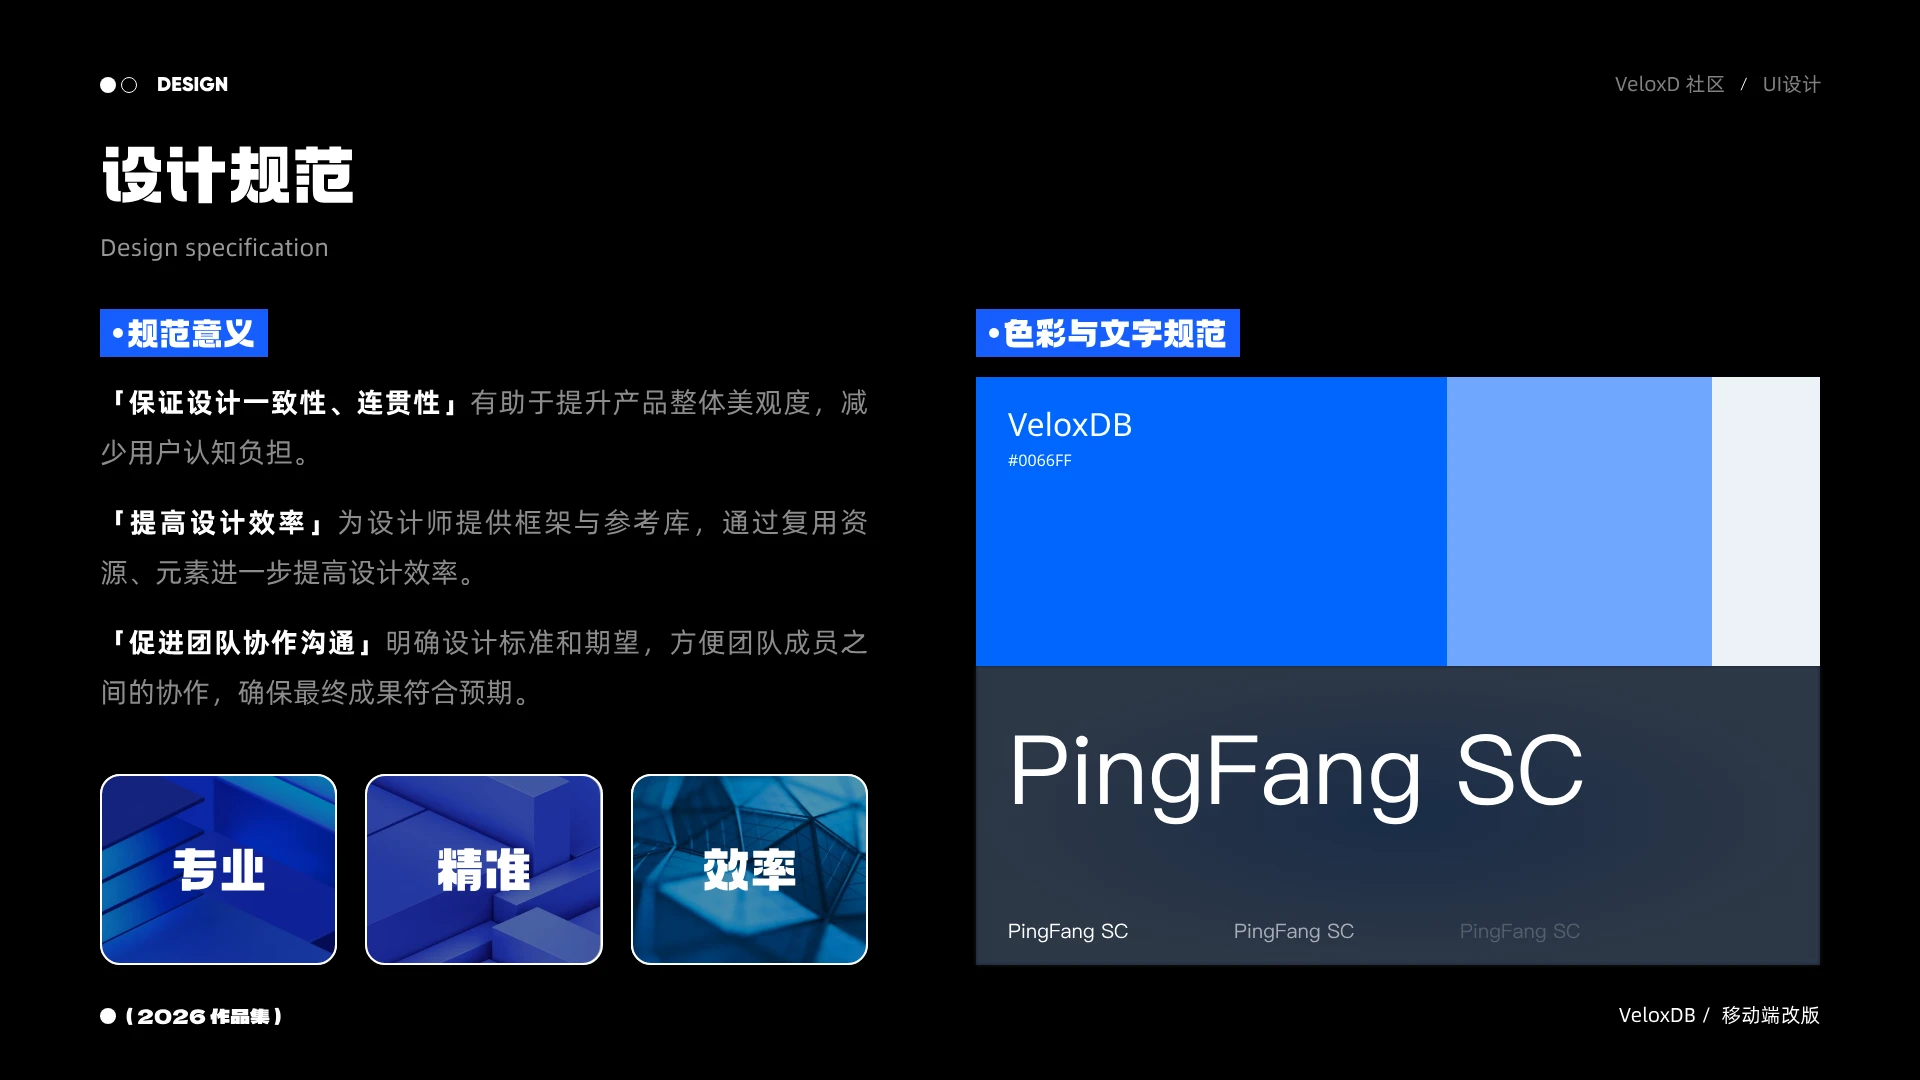 DESIGN
VeloxD 社区 / UI设计
设计规范
Design specification
•规范意义
「保证设计一致性、连贯性」有助于提升产品整体美观度，减
少用户认知负担。
「提高设计效率」为设计师提供框架与参考库，通过复用资
源、元素进一步提高设计效率。
「促进团队协作沟通」明确设计标准和期望，方便团队成员之
间的协作，确保最终成果符合预期。
专业
精准
效率
•色彩与文字规范
VeloxDB
#0066FF
PingFang SC
PingFang SC PingFang SC PingFang SC
(2026 作品集)
VeloxDB / 移动端改版